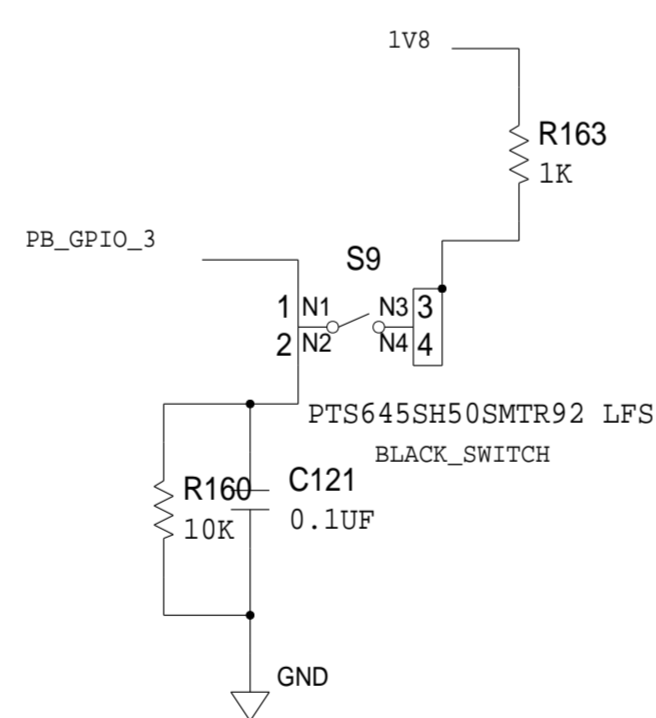 1V8
R163
1K
PB_GPIO_3
S9
1 N1 N3 3
2 N2 N4 4
PTS645SH50SMTR92 LFS
BLACK_SWITCH
R160 C121
10K 0.1UF
GND